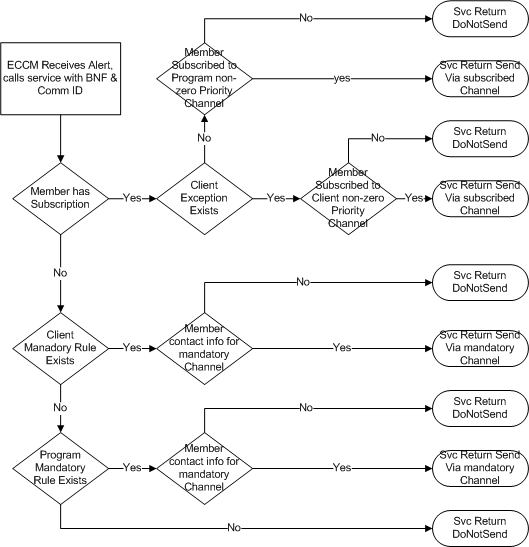 No
Svc Return
DoNotSend
Member
Subscribed to
Program non-
zero Priority
Channel
yes
Svc Return Send
Via subscribed
Channel
ECCM Receives Alert,
calls service with BNF &
Comm ID
No
No
Svc Return
DoNotSend
Member has
Subscription
Yes
Client
Exception
Exists
Yes
Member
Subscribed to
Client non-zero
Priority
Channel
Yes
Svc Return Send
Via subscribed
Channel
No
No
Svc Return
DoNotSend
Client
Manadory Rule
Exists
Yes
Member
contact info for
mandatory
Channel
Yes
Svc Return Send
Via mandatory
Channel
No
No
Svc Return
DoNotSend
Program
Mandatory
Rule Exists
Yes
Member
contact info for
mandatory
Channel
Yes
Svc Return Send
Via mandatory
Channel
No
Svc Return
DoNotSend